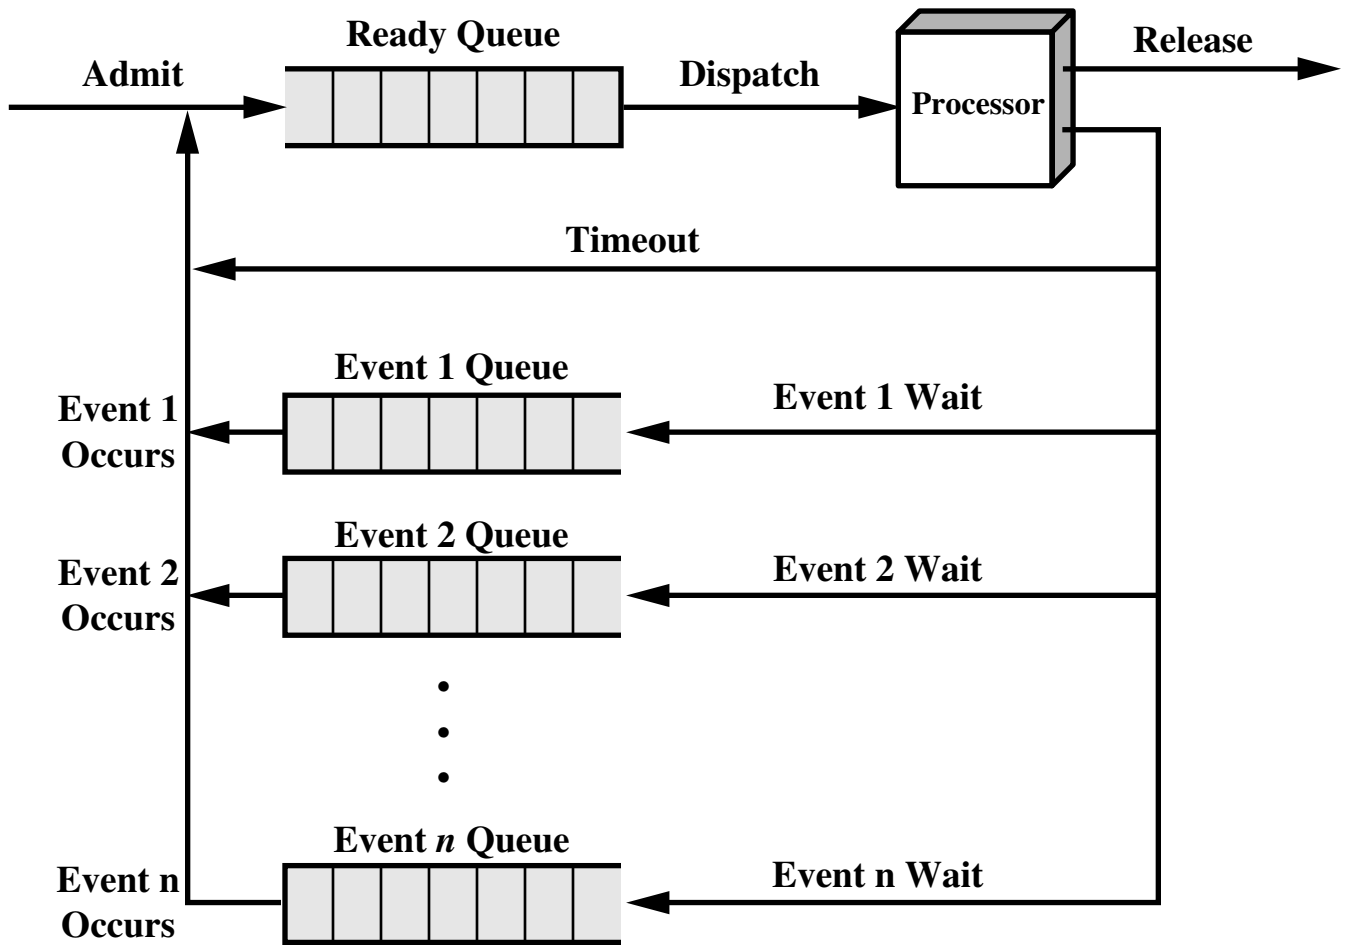 Ready Queue
Admit
Dispatch
Release
Processor
Timeout
Event 1 Queue
Event 1 Wait
Event 1
Occurs
Event 2 Queue
Event 2 Wait
Event 2
Occurs
Event n Queue
Event n Wait
Event n
Occurs